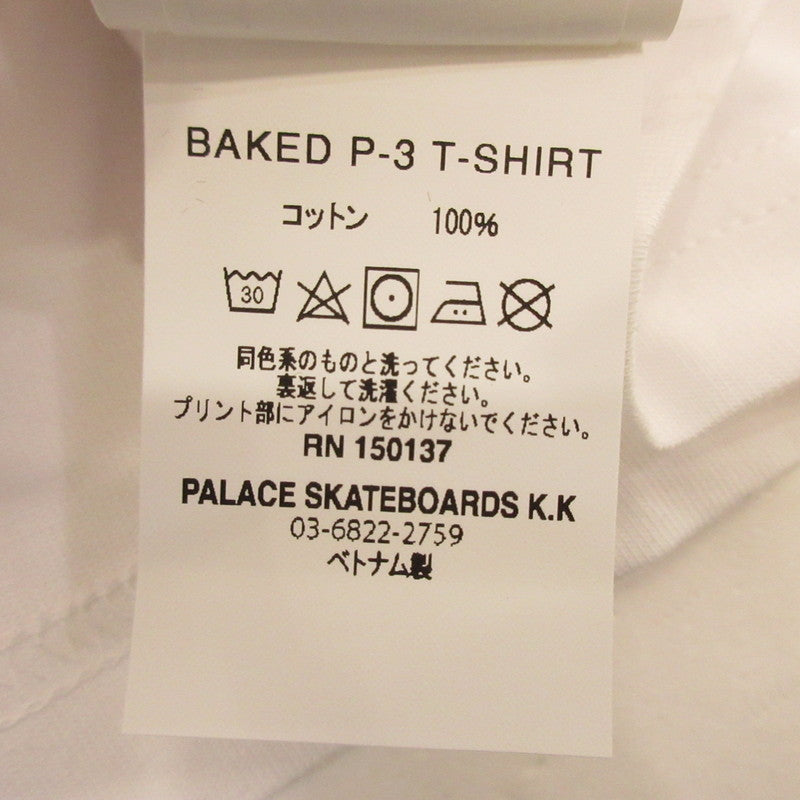 BAKED P-3 T-SHIRT
コットン 100%
30
同色系のものと洗ってください。
裏返して洗濯ください。
プリント部にアイロンをかけないでください。
RN 150137
PALACE SKATEBOARDS K.K
03-6822-2759
ベトナム製